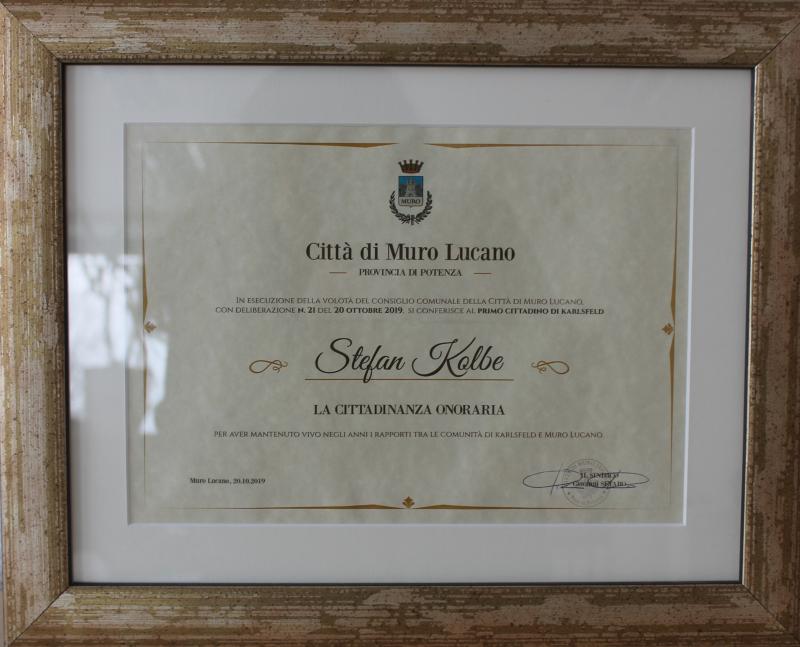 MURO
Città di Muro Lucano
PROVINCIA DI POTENZA
In esecuzione della volotà del Consiglio Comunale della Città di Muro Lucano,
con deliberazione n. 21 del 20 ottobre 2019, si conferisce al primo cittadino di Karlsfeld
Stefan Kolbe
LA CITTADINANZA ONORARIA
per aver mantenuto vivo negli anni i rapporti tra le comunità di Karlsfeld e Muro Lucano.
Muro Lucano, 20.10.2019
IL SINDACO
Giovanni SETARO